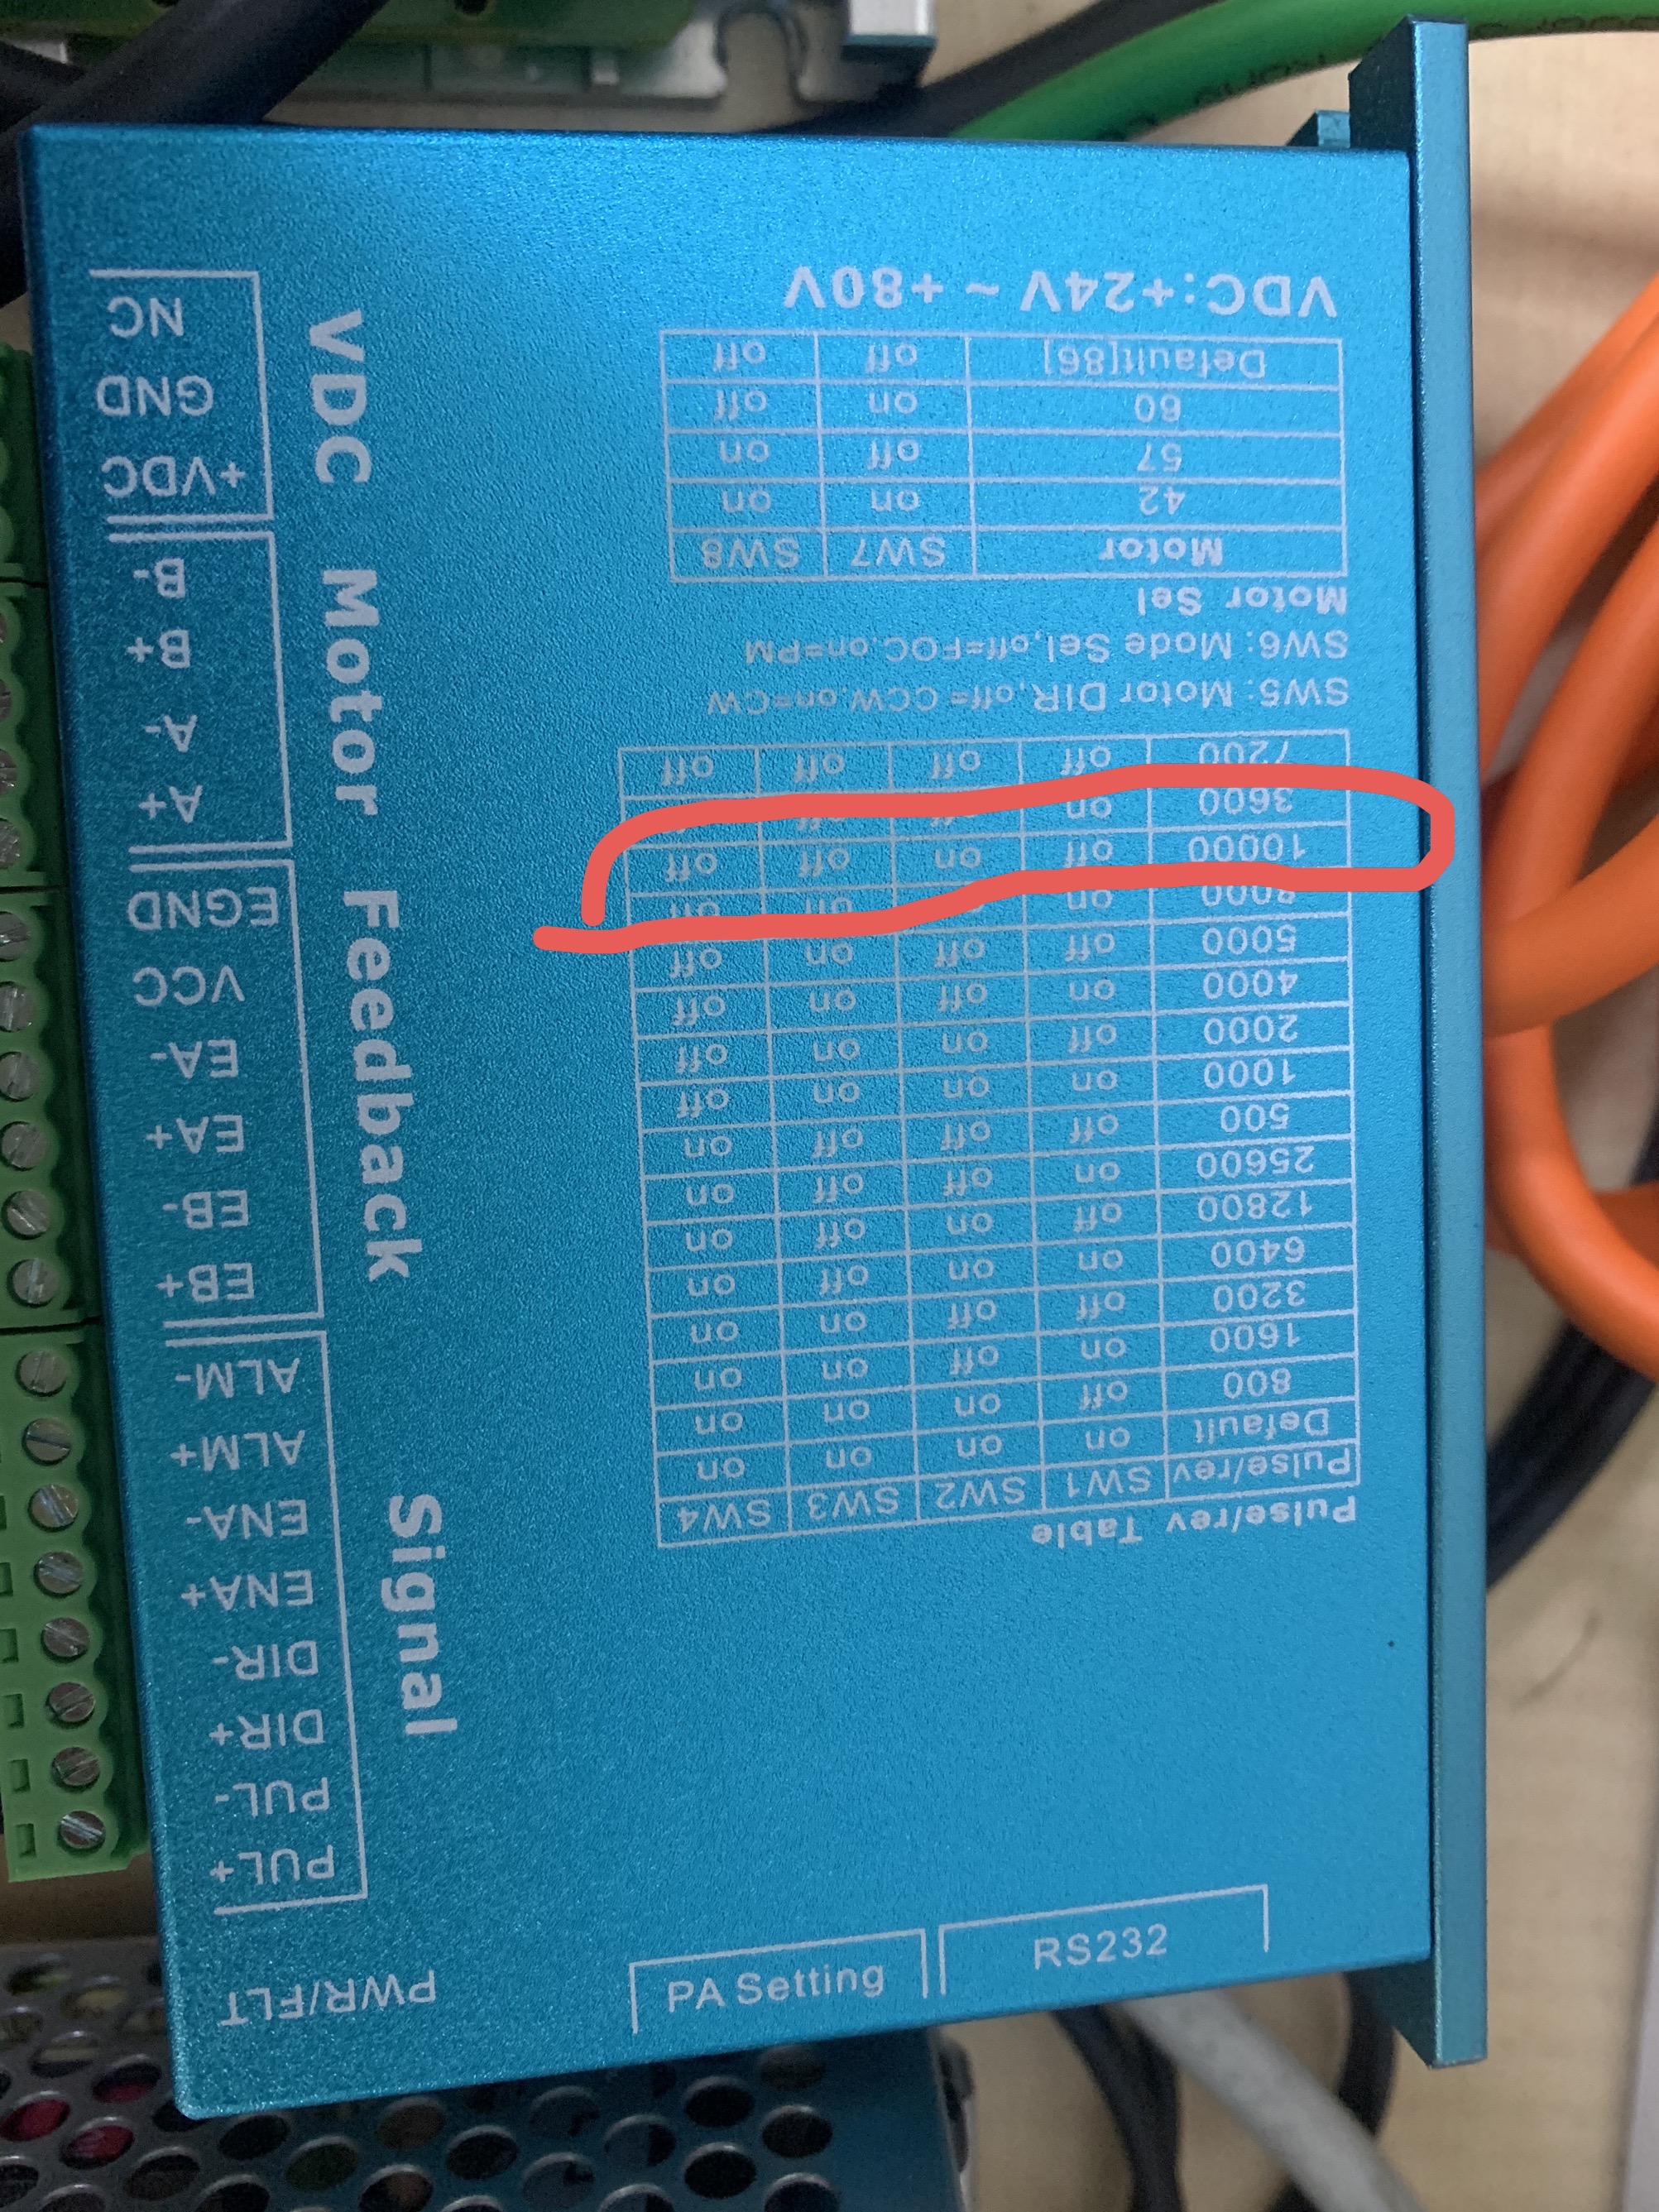 PWR/FLT
PA Setting
RS232
Pulse/rev Table
Pulse/rev SW1 SW2 SW3 SW4
Default on on on on
800 off on on on
1600 on off on on
3200 off off on on
6400 on on off on
12800 off on off on
25600 on off off on
500 off off off on
1000 on on on off
2000 off on on off
4000 on off on off
5000 off off on off
8000 on off off
10000 off on off off
3600 on off off
7200 off off off off
SW5: Motor DIR,off=CCW,on=CW
SW6: Mode Sel,off=FOC,on=PM
Motor Sel
Motor SW7 SW8
42 on on
57 off on
60 on off
Default[86] off off
VDC:+24V ~ +80V
Signal
PUL+
PUL-
DIR+
DIR-
ENA+
ENA-
ALM+
ALM-
Feedback
EB+
EB-
EA+
EA-
VCC
EGND
Motor
A+
A-
B+
B-
VDC
+VDC
GND
NC